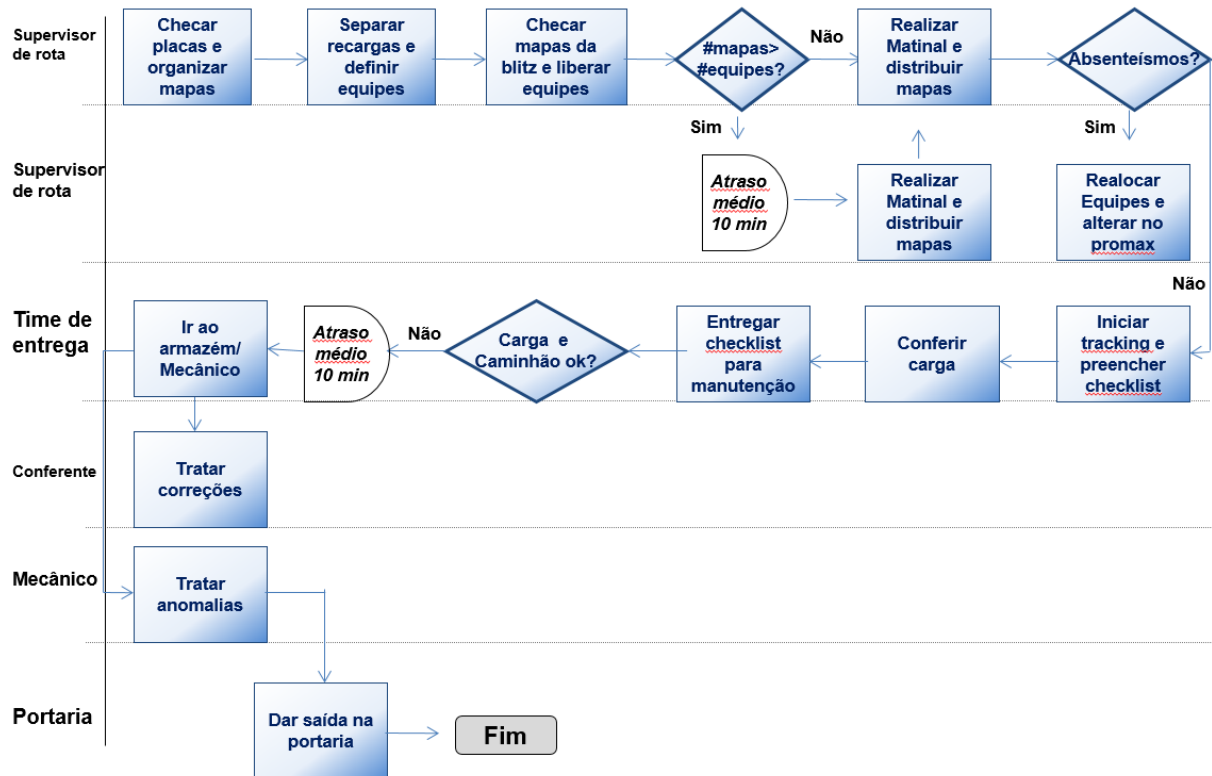 Supervisor
de rota
Checar
placas e
organizar
mapas
Separar
recargas e
definir
equipes
Checar
mapas da
blitz e liberar
equipes
#mapas>
#equipes?
Não
Realizar
Matinal e
distribuir
mapas
Absenteísmos?
Sim
Sim
Supervisor
de rota
Atraso
médio
10 min
Realizar
Matinal e
distribuir
mapas
Realocar
Equipes e
alterar no
promax
Não
Time de
entrega
Ir ao
armazém/
Mecânico
Atraso
médio
10 min
Não
Carga e
Caminhão ok?
Entregar
checklist
para
manutenção
Conferir
carga
Iniciar
tracking e
preencher
checklist
Conferente
Tratar
correções
Mecânico
Tratar
anomalias
Portaria
Dar saída na
portaria
Fim